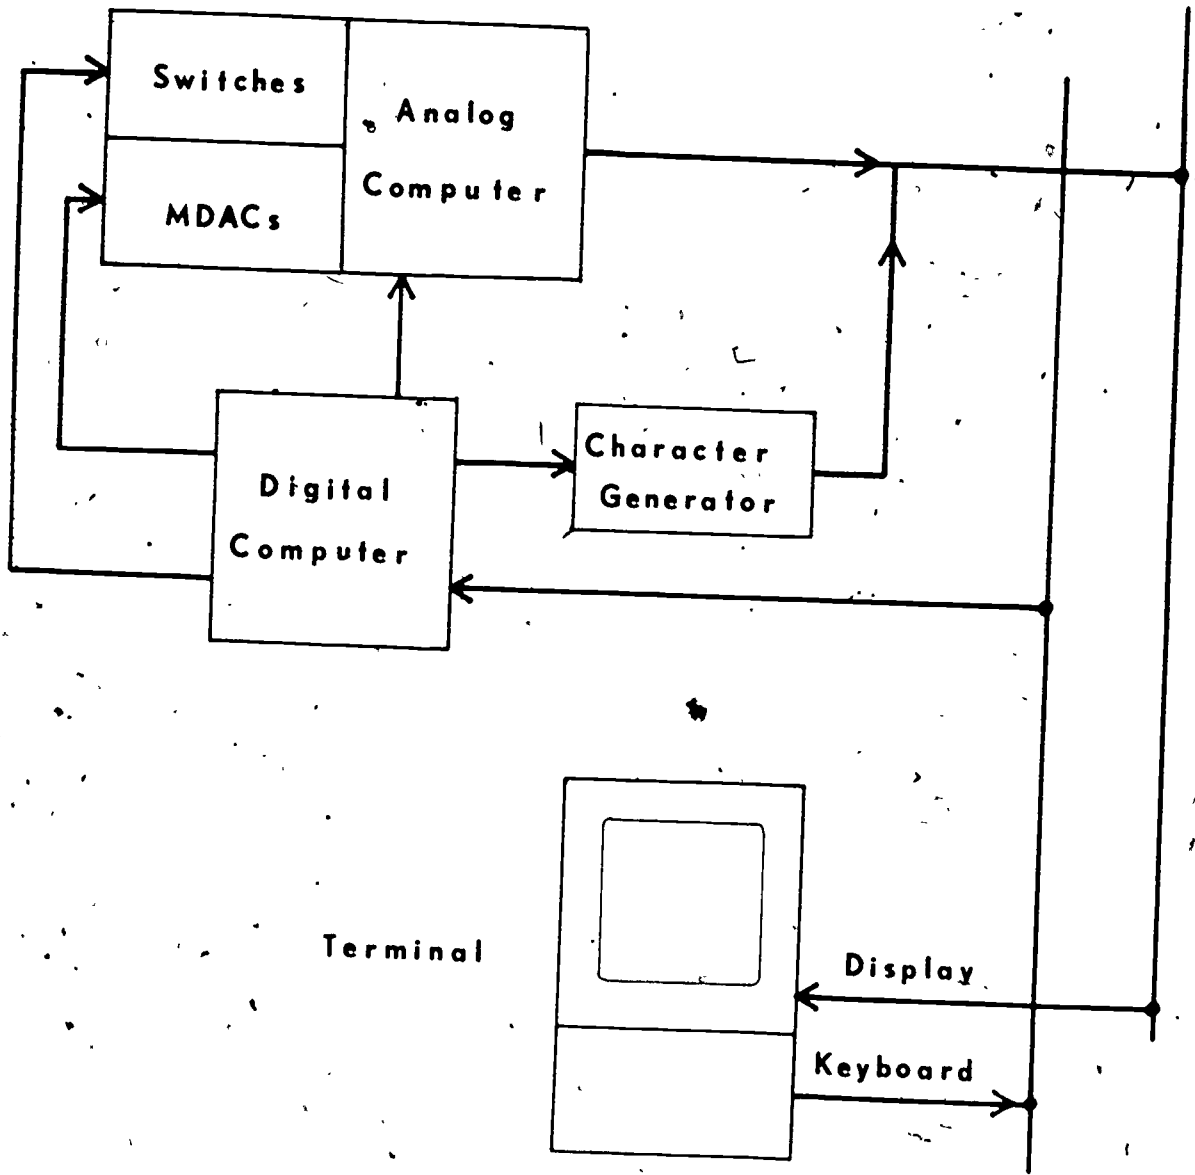 Switches
Analog
Computer
MDACs
Character
Generator
Digital
Computer
Terminal
Display
Keyboard